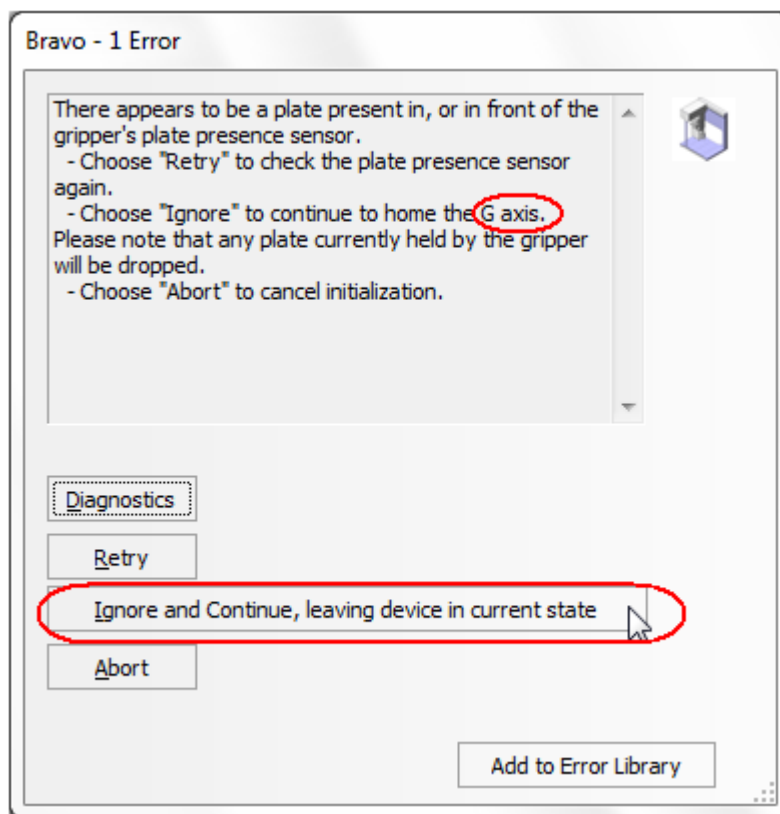 Bravo - 1 Error
There appears to be a plate present in, or in front of the
gripper's plate presence sensor.
- Choose "Retry" to check the plate presence sensor
again.
- Choose "Ignore" to continue to home the G axis.
Please note that any plate currently held by the gripper
will be dropped.
- Choose "Abort" to cancel initialization.
Diagnostics
Retry
Ignore and Continue, leaving device in current state
Abort
Add to Error Library